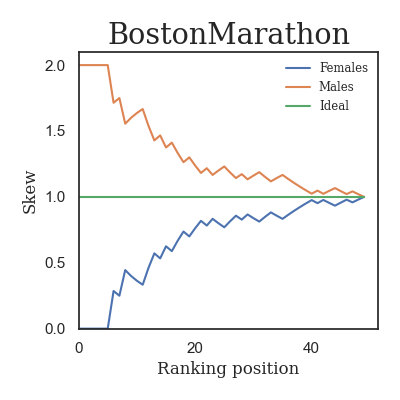 BostonMarathon
2.0
1.5
1.0
0.5
0.0
Skew
Females
Males
Ideal
0 20 40
Ranking position